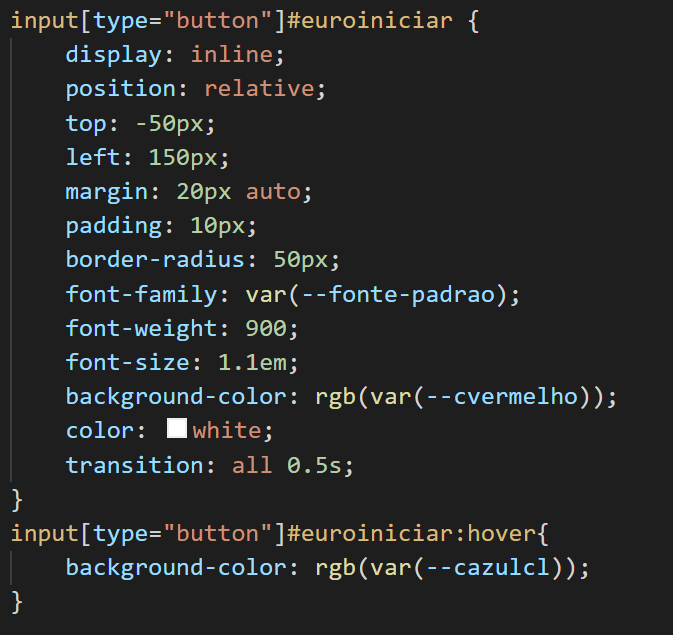 input[type="button"]#euroiniciar {
    display: inline;
    position: relative;
    top: -50px;
    left: 150px;
    margin: 20px auto;
    padding: 10px;
    border-radius: 50px;
    font-family: var(--fonte-padrao);
    font-weight: 900;
    font-size: 1.1em;
    background-color: rgb(var(--cvermelho));
    color: white;
    transition: all 0.5s;
}
input[type="button"]#euroiniciar:hover{
    background-color: rgb(var(--cazulcl));
}